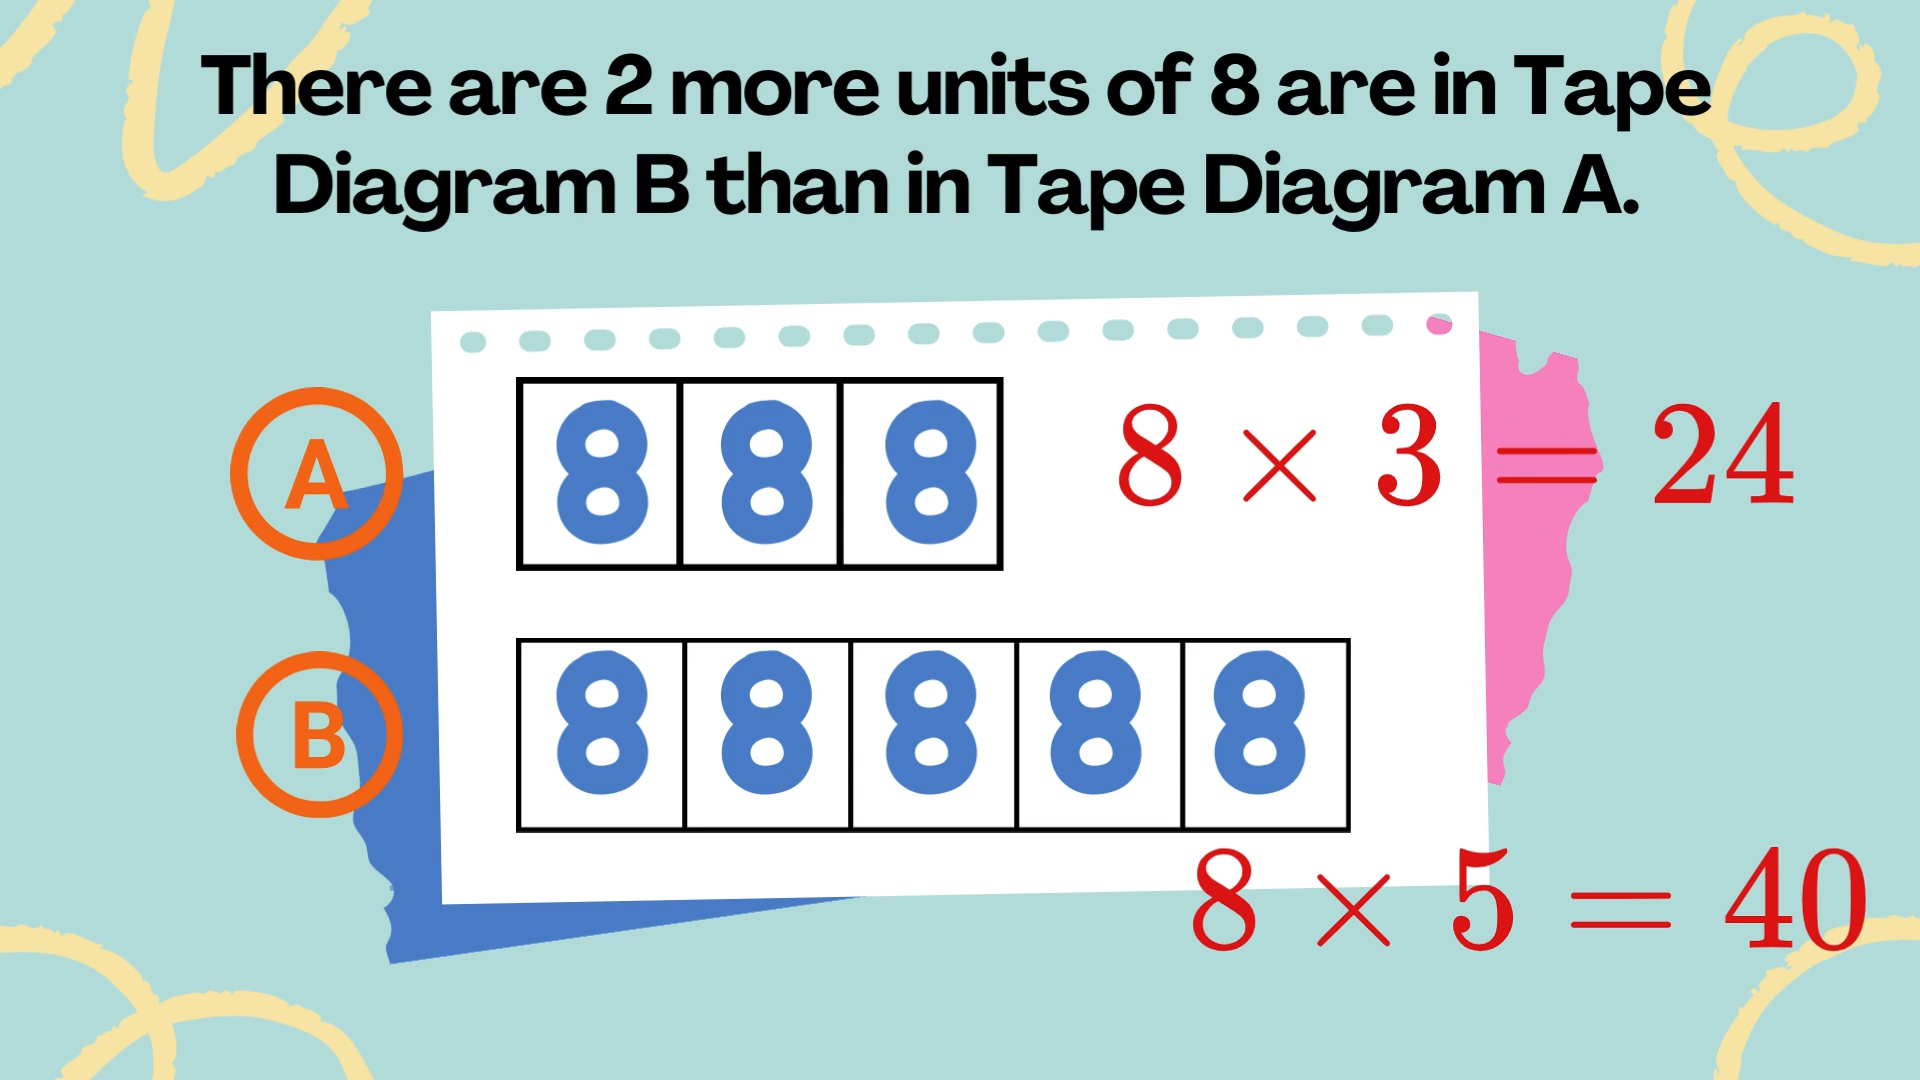 There are 2 more units of 8 are in Tape
Diagram B than in Tape Diagram A.
A
8 8 8
8 × 3 = 24
B
8 8 8 8 8
8 × 5 = 40